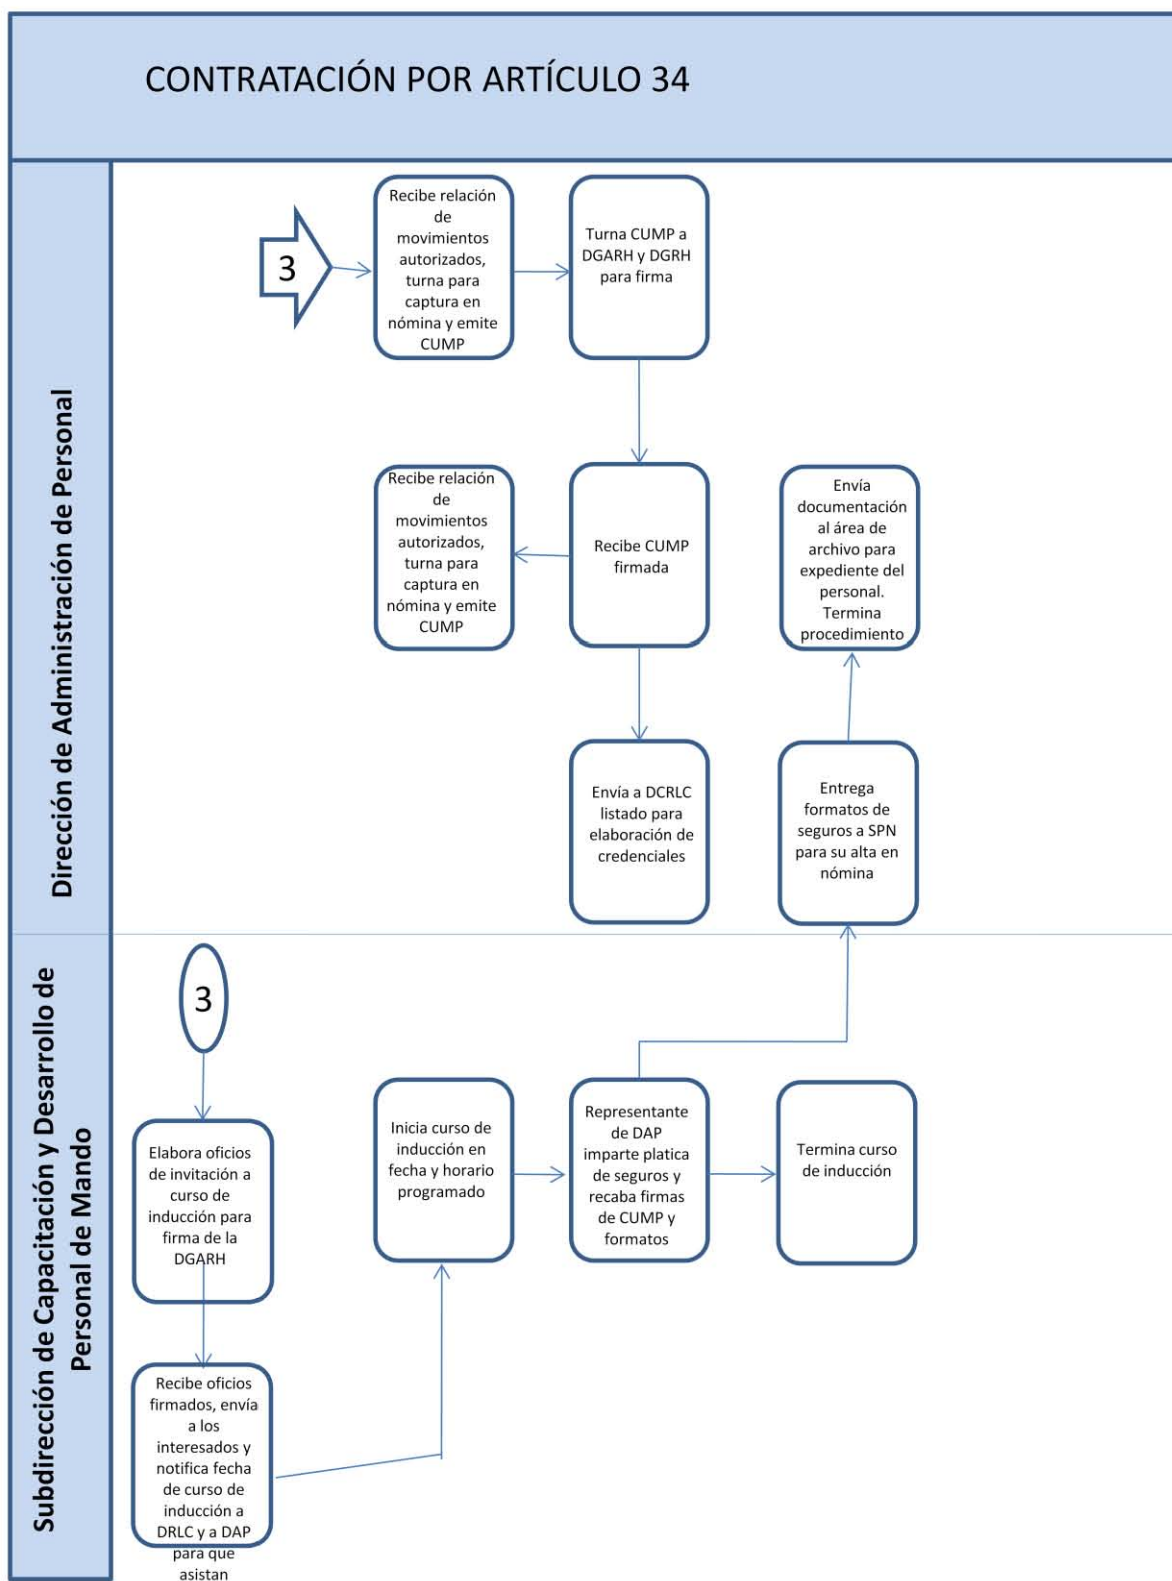 CONTRATACIÓN POR ARTÍCULO 34
Dirección de Administración de Personal
3
Recibe relación
de
movimientos
autorizados,
turna para
captura en
nómina y emite
CUMP
Turna CUMP a
DGARH y DGRH
para firma
Recibe relación
de
movimientos
autorizados,
turna para
captura en
nómina y emite
CUMP
Recibe CUMP
firmada
Envía
documentación
al área de
archivo para
expediente del
personal.
Termina
procedimiento
Envía a DCRLC
listado para
elaboración de
credenciales
Entrega
formatos de
seguros a SPN
para su alta en
nómina
Subdirección de Capacitación y Desarrollo de
Personal de Mando
3
Elabora oficios
de invitación a
curso de
inducción para
firma de la
DGARH
Inicia curso de
inducción en
fecha y horario
programado
Representante
de DAP
imparte platica
de seguros y
recaba firmas
de CUMP y
formatos
Termina curso
de inducción
Recibe oficios
firmados, envía
a los
interesados y
notifica fecha
de curso de
inducción a
DRLC y a DAP
para que
asistan